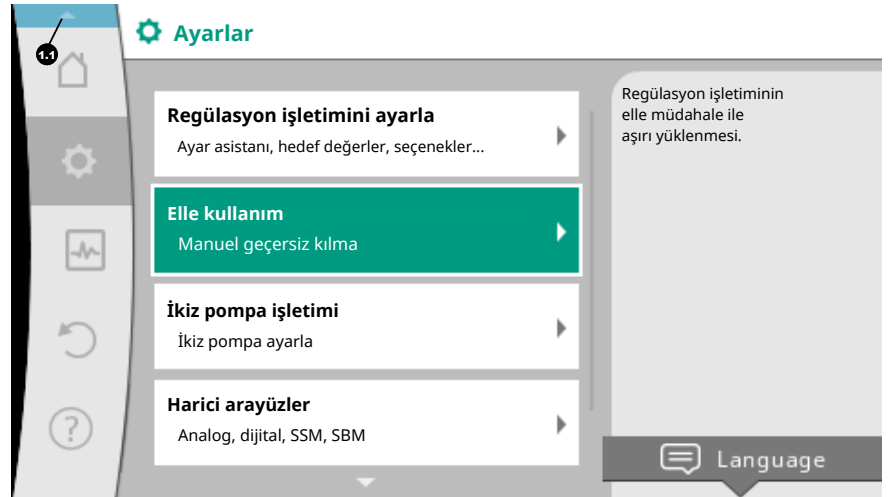 1.1
Ayarlar
Regülasyon işletimini ayarla
Ayar asistanı, hedef değerler, seçenekler...
Elle kullanım
Manuel geçersiz kılma
İkiz pompa işletimi
İkiz pompa ayarla
Harici arayüzler
Analog, dijital, SSM, SBM
Regülasyon işletiminin
elle müdahale ile
aşırı yüklenmesi.
?
Language